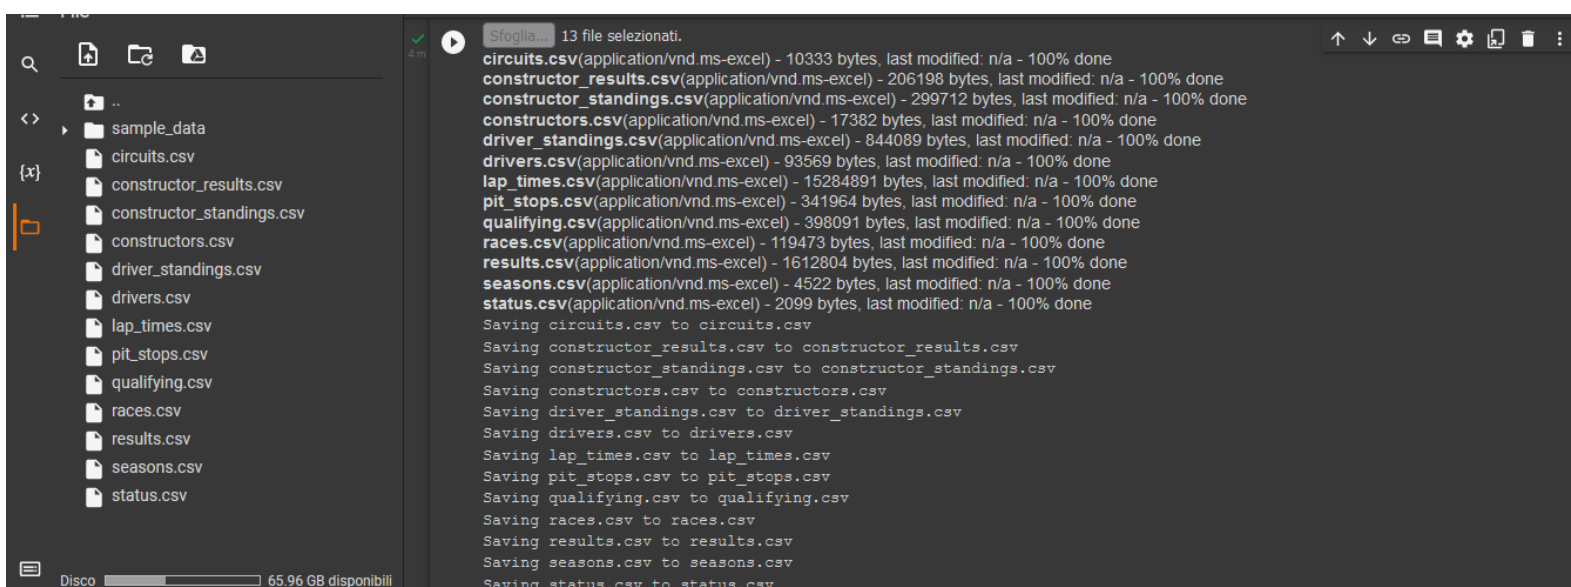 ..
sample_data
circuits.csv
constructor_results.csv
constructor_standings.csv
constructors.csv
driver_standings.csv
drivers.csv
lap_times.csv
pit_stops.csv
qualifying.csv
races.csv
results.csv
seasons.csv
status.csv
Disco 65.96 GB disponibili
<>
{x}
4 m
Sfoglia... 13 file selezionati.
circuits.csv(application/vnd.ms-excel) - 10333 bytes, last modified: n/a - 100% done
constructor_results.csv(application/vnd.ms-excel) - 206198 bytes, last modified: n/a - 100% done
constructor_standings.csv(application/vnd.ms-excel) - 299712 bytes, last modified: n/a - 100% done
constructors.csv(application/vnd.ms-excel) - 17382 bytes, last modified: n/a - 100% done
driver_standings.csv(application/vnd.ms-excel) - 844089 bytes, last modified: n/a - 100% done
drivers.csv(application/vnd.ms-excel) - 93569 bytes, last modified: n/a - 100% done
lap_times.csv(application/vnd.ms-excel) - 15284891 bytes, last modified: n/a - 100% done
pit_stops.csv(application/vnd.ms-excel) - 341964 bytes, last modified: n/a - 100% done
qualifying.csv(application/vnd.ms-excel) - 398091 bytes, last modified: n/a - 100% done
races.csv(application/vnd.ms-excel) - 119473 bytes, last modified: n/a - 100% done
results.csv(application/vnd.ms-excel) - 1612804 bytes, last modified: n/a - 100% done
seasons.csv(application/vnd.ms-excel) - 4522 bytes, last modified: n/a - 100% done
status.csv(application/vnd.ms-excel) - 2099 bytes, last modified: n/a - 100% done
Saving circuits.csv to circuits.csv
Saving constructor_results.csv to constructor_results.csv
Saving constructor_standings.csv to constructor_standings.csv
Saving constructors.csv to constructors.csv
Saving driver_standings.csv to driver_standings.csv
Saving drivers.csv to drivers.csv
Saving lap_times.csv to lap_times.csv
Saving pit_stops.csv to pit_stops.csv
Saving qualifying.csv to qualifying.csv
Saving races.csv to races.csv
Saving results.csv to results.csv
Saving seasons.csv to seasons.csv
Saving status.csv to status.csv